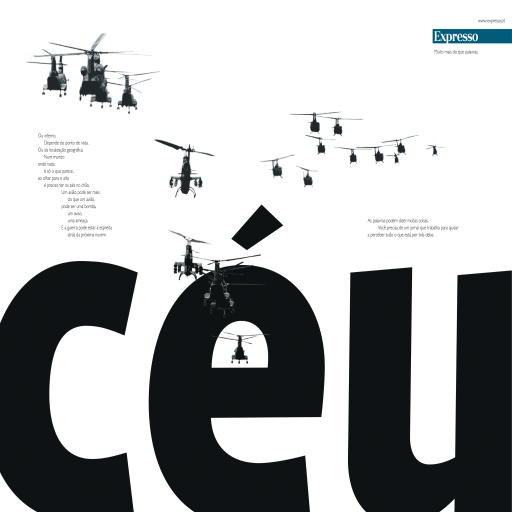 www.expresso.pt
Expresso
Muito mais do que palavras.
Ou inferno.
Depende do ponto de vista.
Ou da localização geográfica.
Num mundo
onde nada
é só o que parece,
ao olhar para o alto
é preciso ter os pés no chão.
Um avião pode ser mais
do que um avião,
pode ser uma bomba,
um aviso,
uma ameaça.
E a guerra pode estar à espreita
atrás da próxima nuvem.
As palavras podem dizer muitas coisas.
Você precisa de um jornal que trabalha para ajudar
a perceber tudo o que está por trás delas.
céu